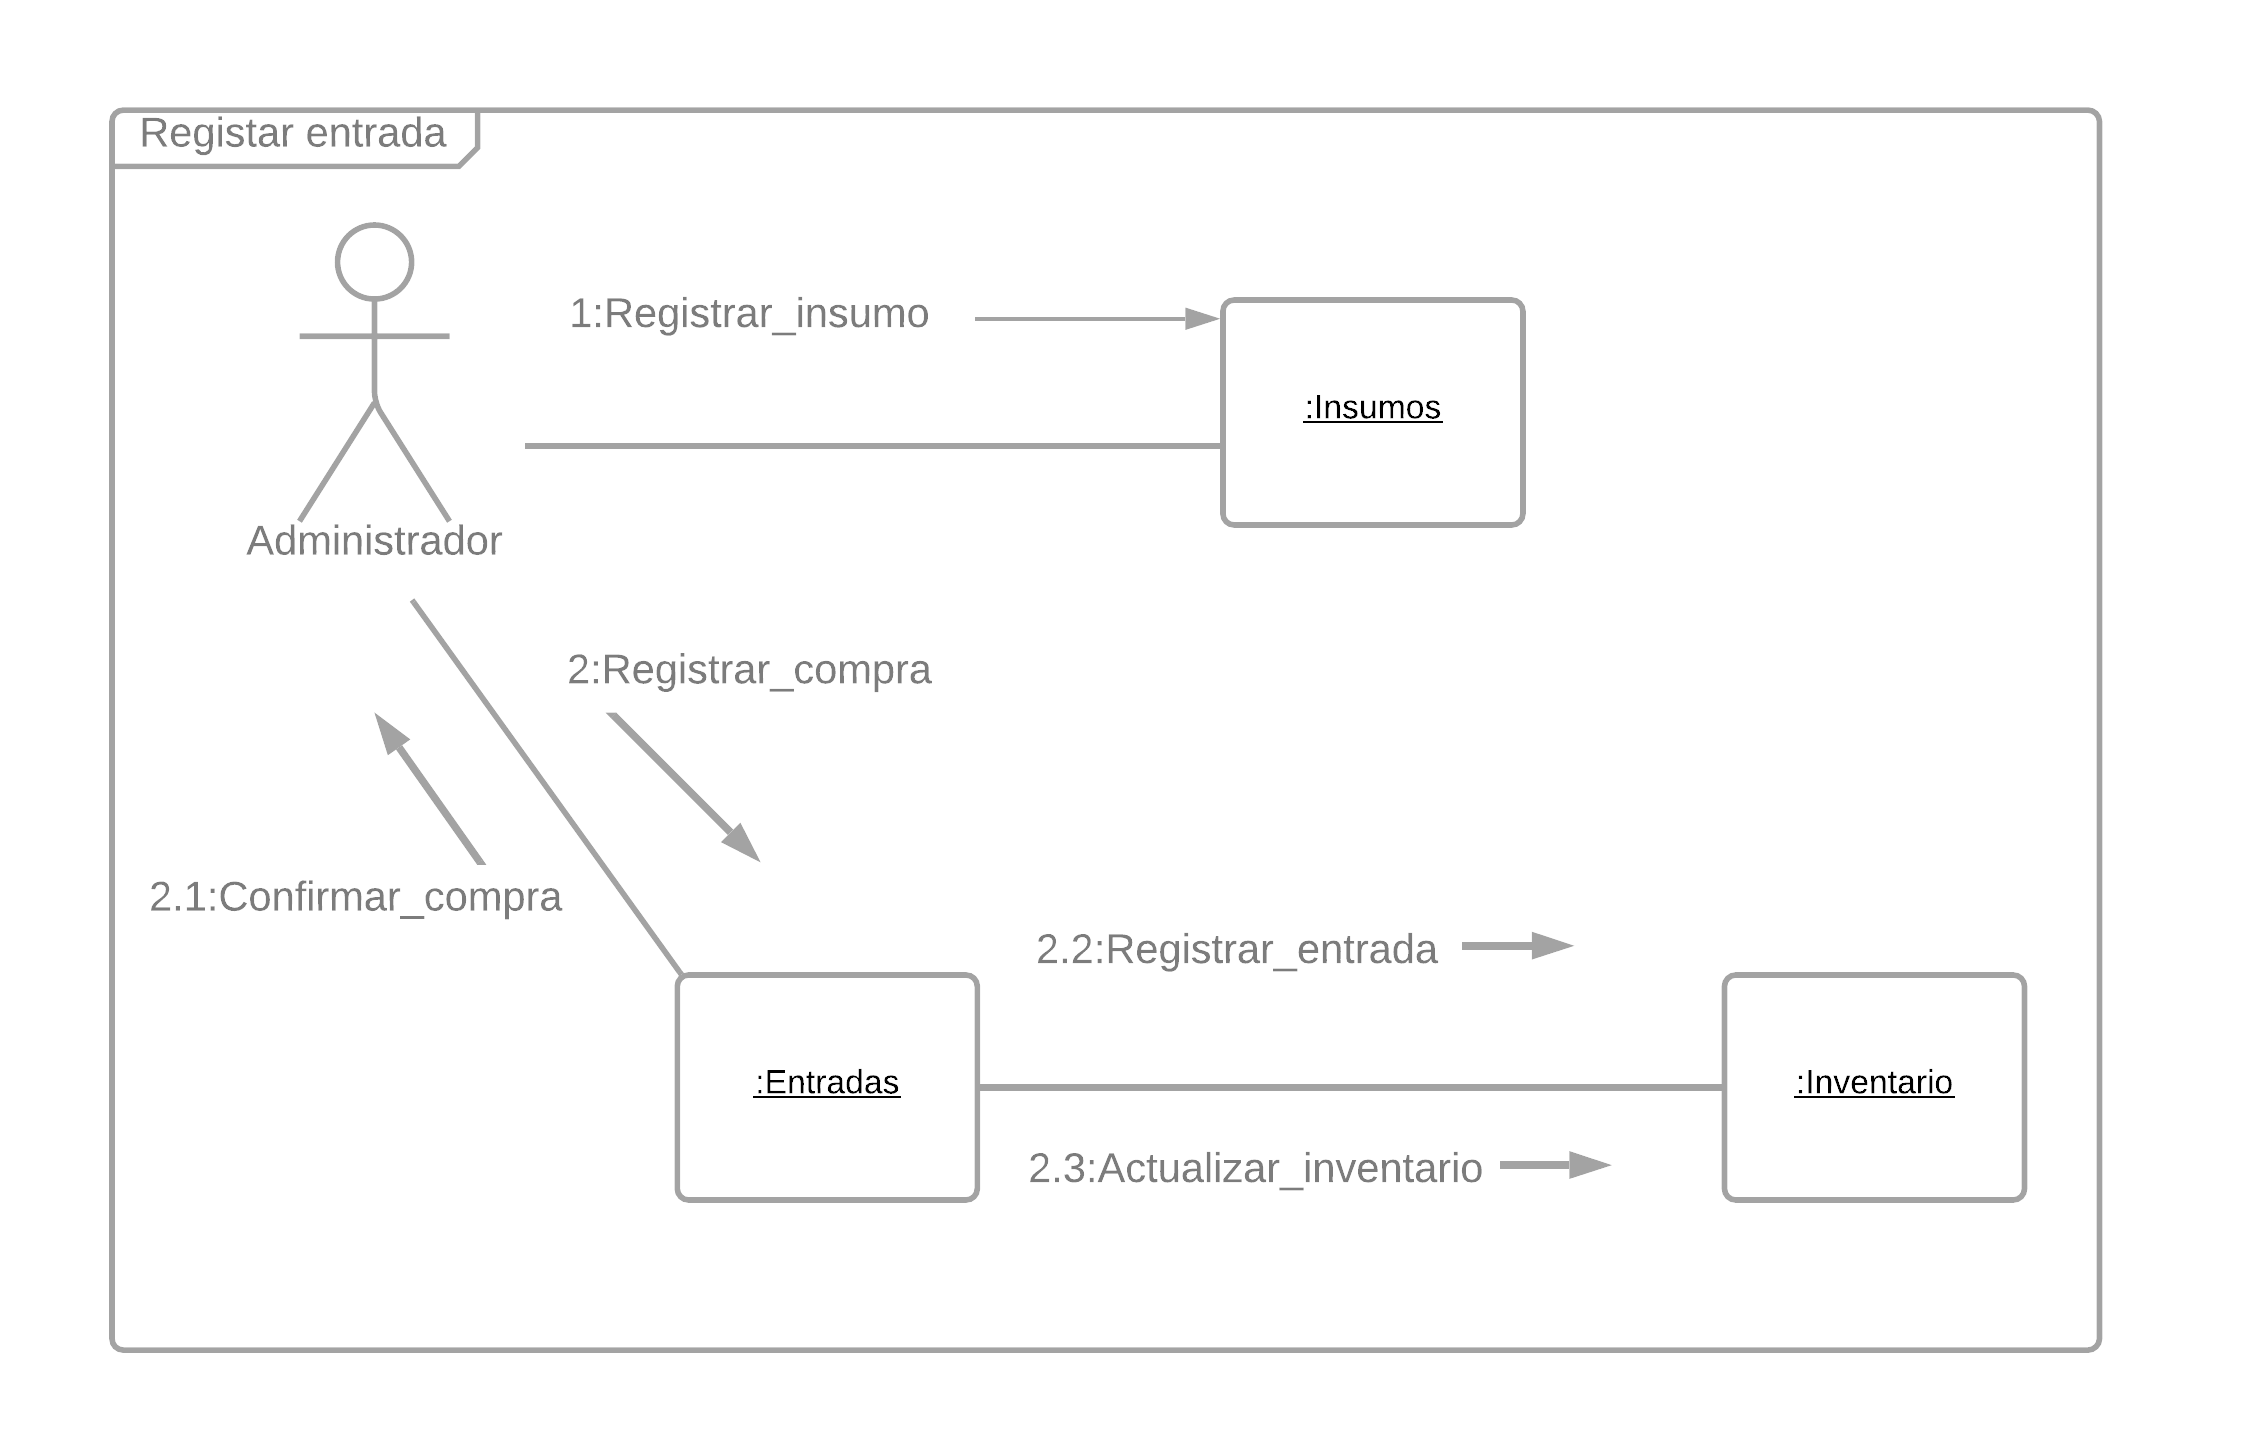 Registar entrada
1:Registrar_insumo
:Insumos
Administrador
2:Registrar_compra
2.1:Confirmar_compra
2.2:Registrar_entrada
:Entradas
:Inventario
2.3:Actualizar_inventario